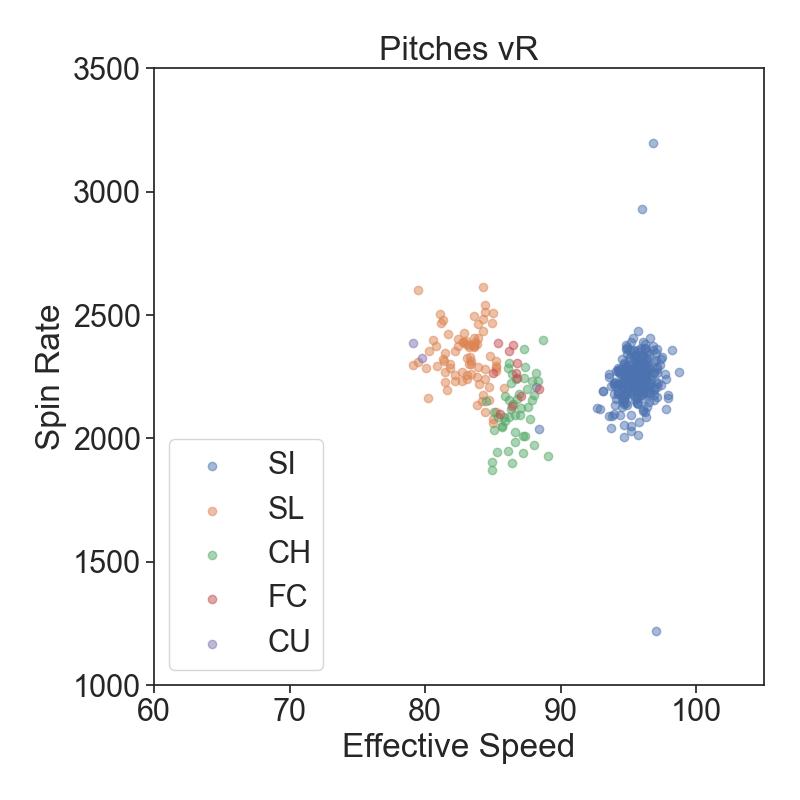 Pitches vR
3500
3000
2500
2000
1500
1000
Spin Rate
SI
SL
CH
FC
CU
60 70 80 90 100
Effective Speed